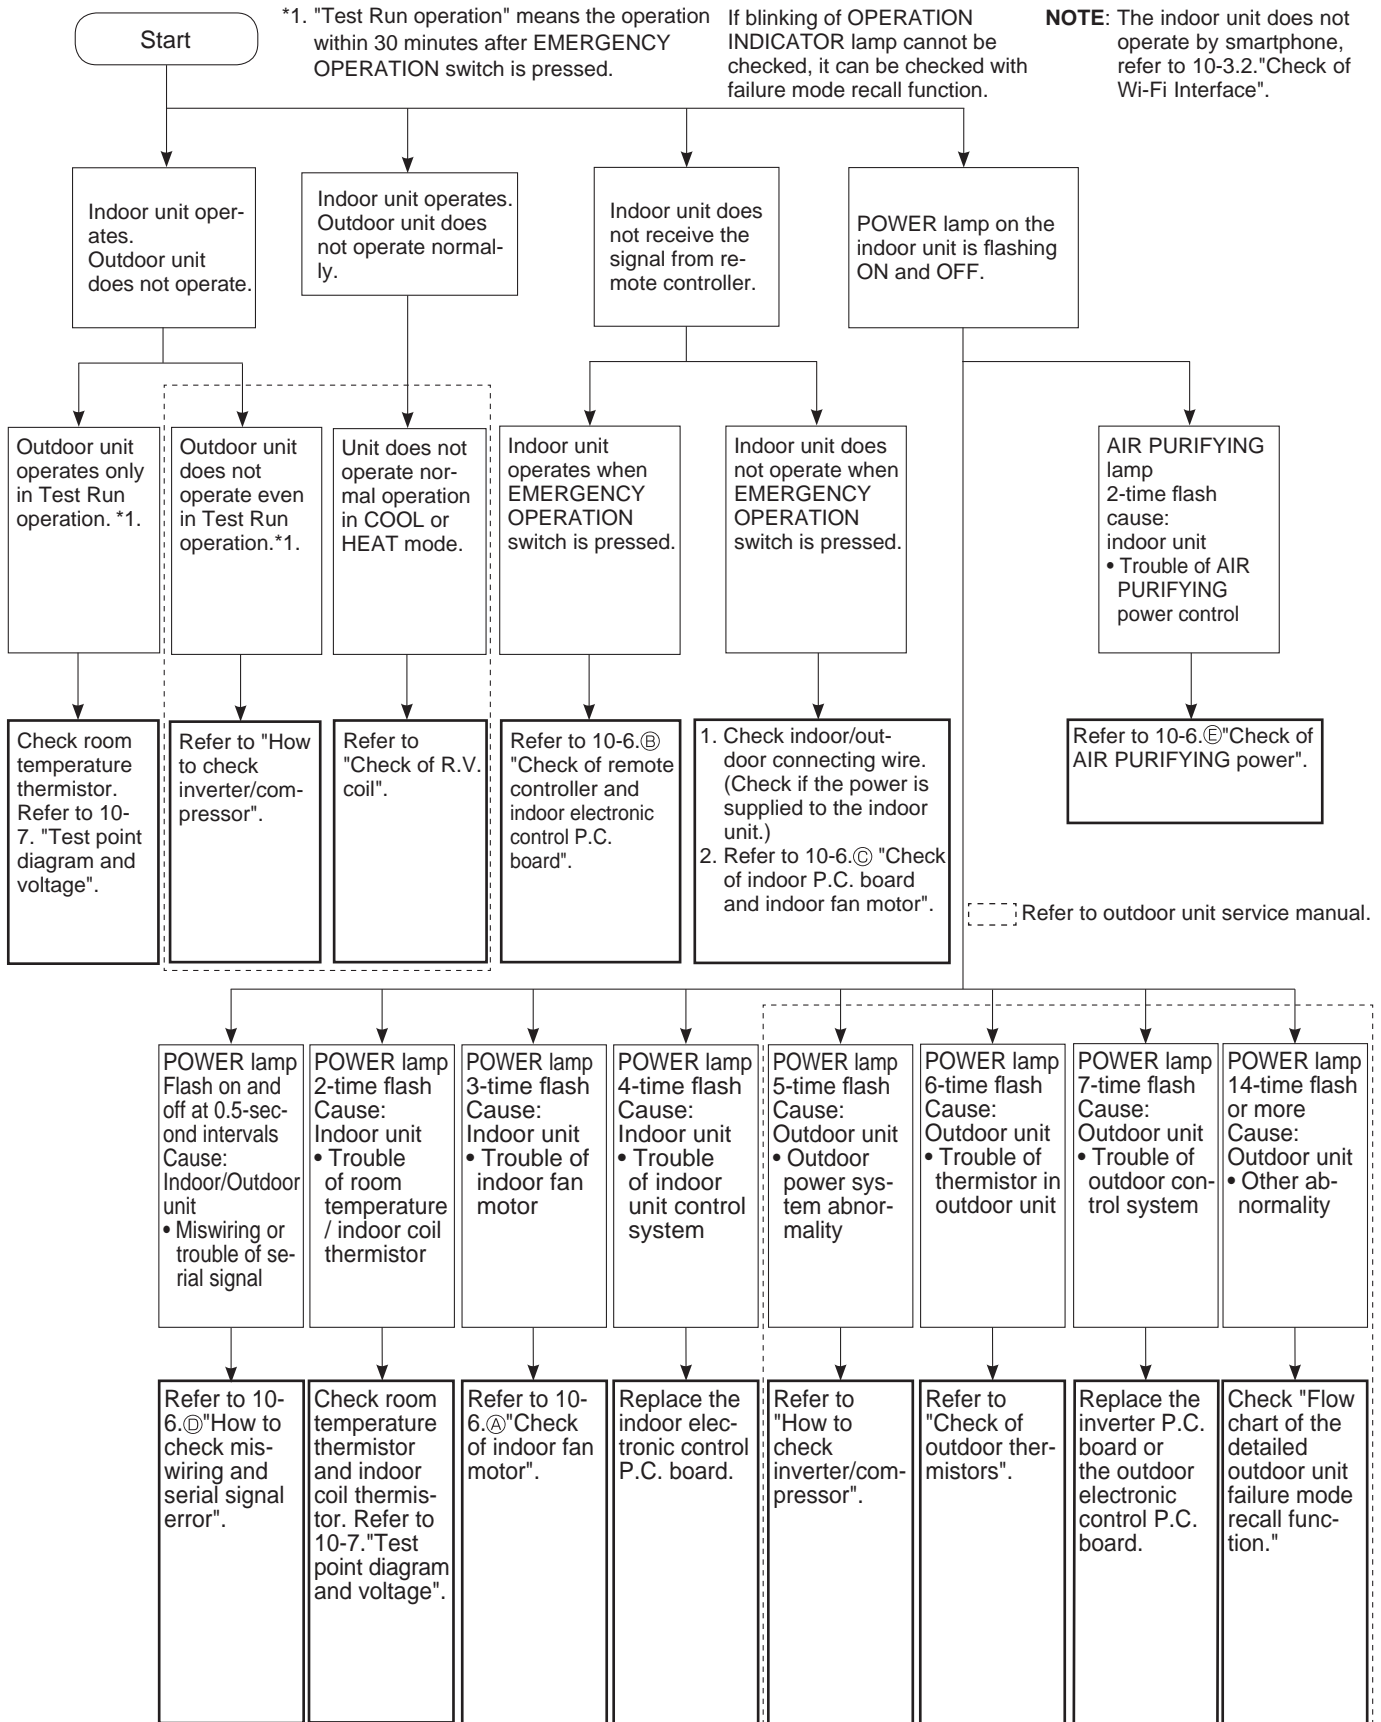 Start
*1. "Test Run operation" means the operation
within 30 minutes after EMERGENCY
OPERATION switch is pressed.
If blinking of OPERATION
INDICATOR lamp cannot be
checked, it can be checked with
failure mode recall function.
NOTE: The indoor unit does not
operate by smartphone,
refer to 10-3.2."Check of
Wi-Fi Interface".
Indoor unit oper-
ates.
Outdoor unit
does not operate.
Indoor unit operates.
Outdoor unit does
not operate normal-
ly.
Indoor unit does
not receive the
signal from re-
mote controller.
POWER lamp on the
indoor unit is flashing
ON and OFF.
Outdoor unit
operates only
in Test Run
operation. *1.
Outdoor unit
does not
operate even
in Test Run
operation.*1.
Unit does not
operate nor-
mal operation
in COOL or
HEAT mode.
Indoor unit
operates when
EMERGENCY
OPERATION
switch is pressed.
Indoor unit does
not operate when
EMERGENCY
OPERATION
switch is pressed.
AIR PURIFYING
lamp
2-time flash
cause:
indoor unit
• Trouble of AIR
PURIFYING
power control
Check room
temperature
thermistor.
Refer to 10-
7. "Test point
diagram and
voltage".
Refer to "How
to check
inverter/com-
pressor".
Refer to
"Check of R.V.
coil".
Refer to 10-6.Ⓑ
"Check of remote
controller and
indoor electronic
control P.C.
board".
1. Check indoor/out-
door connecting wire.
(Check if the power is
supplied to the indoor
unit.)
2. Refer to 10-6.Ⓒ "Check
of indoor P.C. board
and indoor fan motor".
Refer to 10-6.Ⓔ"Check of
AIR PURIFYING power".
Refer to outdoor unit service manual.
POWER lamp
Flash on and
off at 0.5-sec-
ond intervals
Cause:
Indoor/Outdoor
unit
• Miswiring or
trouble of se-
rial signal
POWER lamp
2-time flash
Cause:
Indoor unit
• Trouble
of room
temperature
/ indoor coil
thermistor
POWER lamp
3-time flash
Cause:
Indoor unit
• Trouble of
indoor fan
motor
POWER lamp
4-time flash
Cause:
Indoor unit
• Trouble
of indoor
unit control
system
POWER lamp
5-time flash
Cause:
Outdoor unit
• Outdoor
power sys-
tem abnor-
mality
POWER lamp
6-time flash
Cause:
Outdoor unit
• Trouble of
thermistor in
outdoor unit
POWER lamp
7-time flash
Cause:
Outdoor unit
• Trouble of
outdoor con-
trol system
POWER lamp
14-time flash
or more
Cause:
Outdoor unit
• Other ab-
normality
Refer to 10-
6.Ⓓ"How to
check mis-
wiring and
serial signal
error".
Check room
temperature
thermistor
and indoor
coil thermis-
tor. Refer to
10-7."Test
point diagram
and voltage".
Refer to 10-
6.Ⓐ"Check
of indoor fan
motor".
Replace the
indoor elec-
tronic control
P.C. board.
Refer to
"How to
check
inverter/com-
pressor".
Refer to
"Check of
outdoor ther-
mistors".
Replace the
inverter P.C.
board or
the outdoor
electronic
control P.C.
board.
Check "Flow
chart of the
detailed
outdoor unit
failure mode
recall func-
tion."